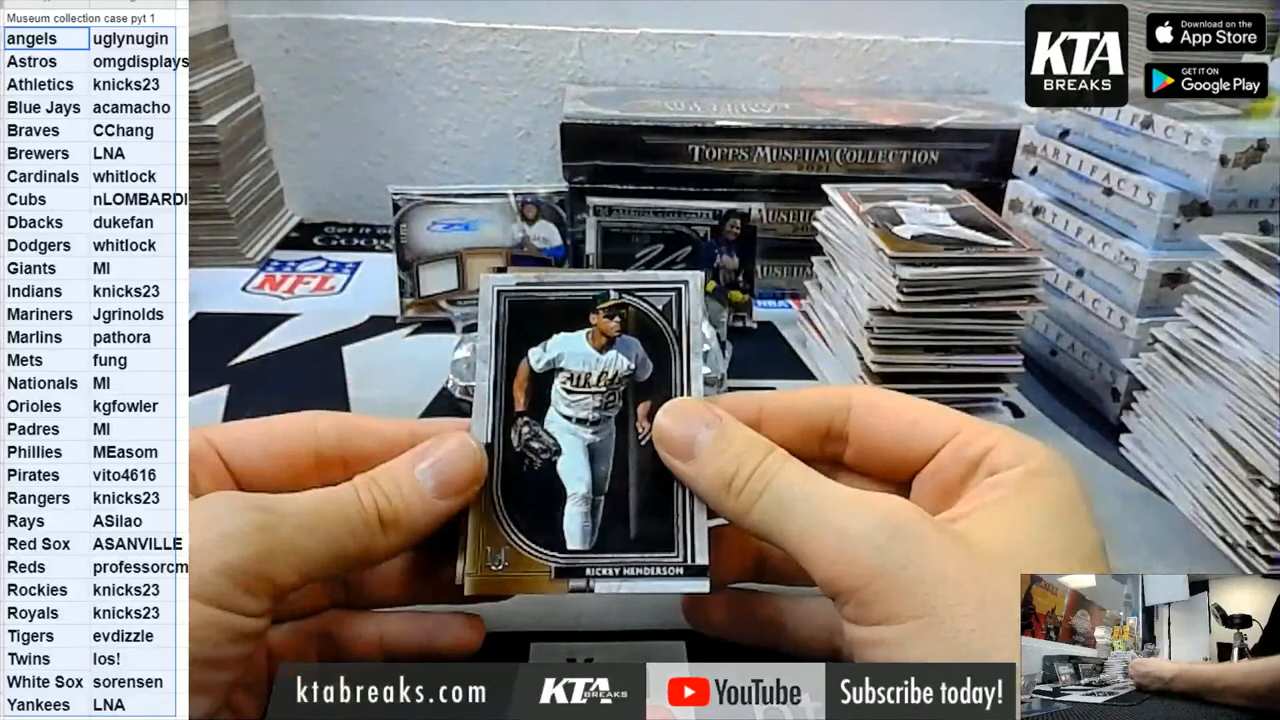 Museum collection case pyt 1
angels uglynugin
Astros omgdisplays
Athletics knicks23
Blue Jays acamacho
Braves CChang
Brewers LNA
Cardinals whitlock
Cubs nLOMBARDI
Dbacks dukefan
Dodgers whitlock
Giants MI
Indians knicks23
Mariners Jgrinolds
Marlins pathora
Mets fung
Nationals MI
Orioles kgfowler
Padres MI
Phillies MEasom
Pirates vito4616
Rangers knicks23
Rays ASilao
Red Sox ASANVILLE
Reds professorcm
Rockies knicks23
Royals knicks23
Tigers evdizzle
Twins los!
White Sox sorensen
Yankees LNA
KTA
BREAKS
Download on the
App Store
GET IT ON
Google Play
TOPPS MUSEUM COLLECTION
2021
ARTIFACTS
ARTIFACTS
NFL
RICKEY HENDERSON
ktabreaks.com
KTA BREAKS
YouTube
Subscribe today!